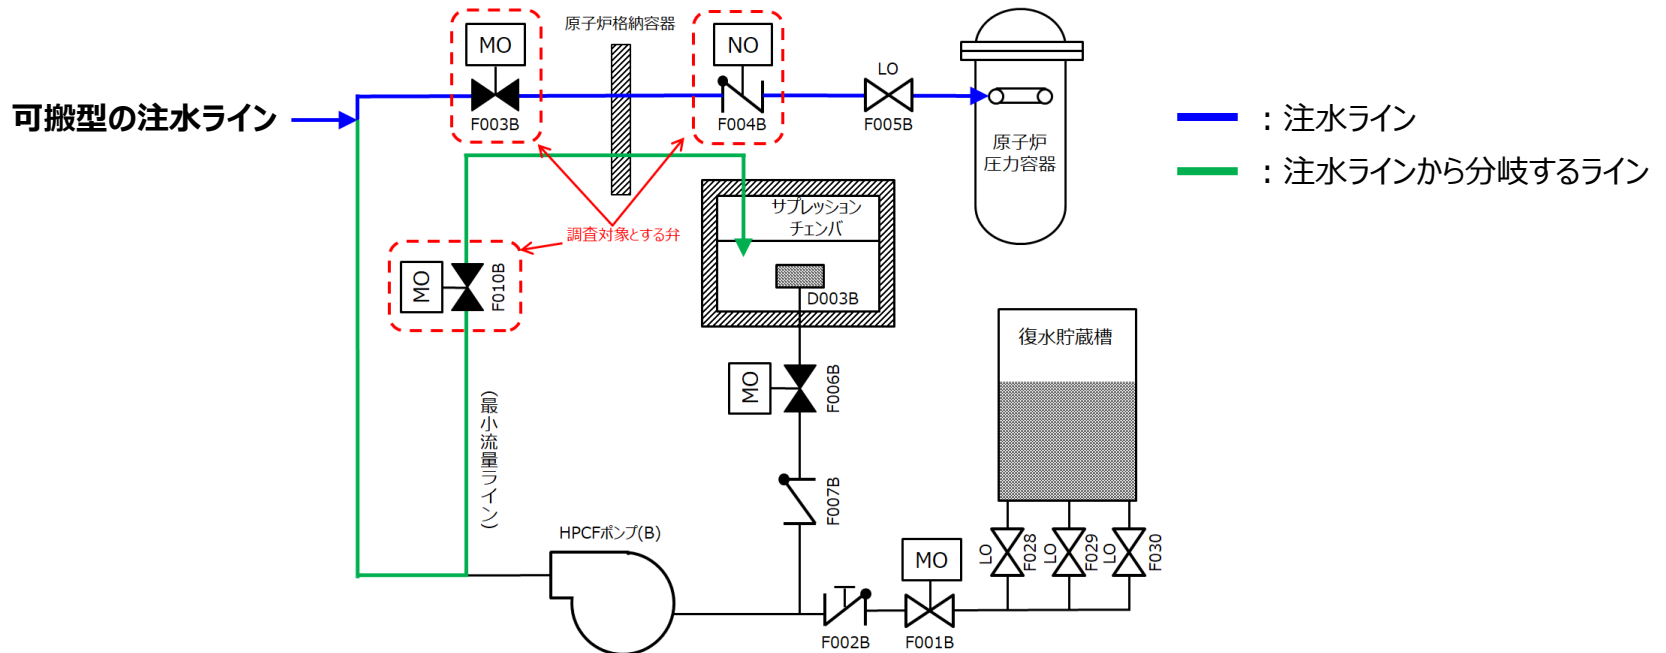 原子炉格納容器
MO
NO
LO
F003B
F004B
F005B
可搬型の注水ライン
原子炉
圧力容器
：注水ライン
：注水ラインから分岐するライン
調査対象とする弁
サプレッション
チェンバ
MO
F010B
D003B
復水貯蔵槽
MO
F006B
（最小流量ライン）
F007B
HPCFポンプ(B)
MO
LO
F028
LO
F029
LO
F030
F002B
F001B